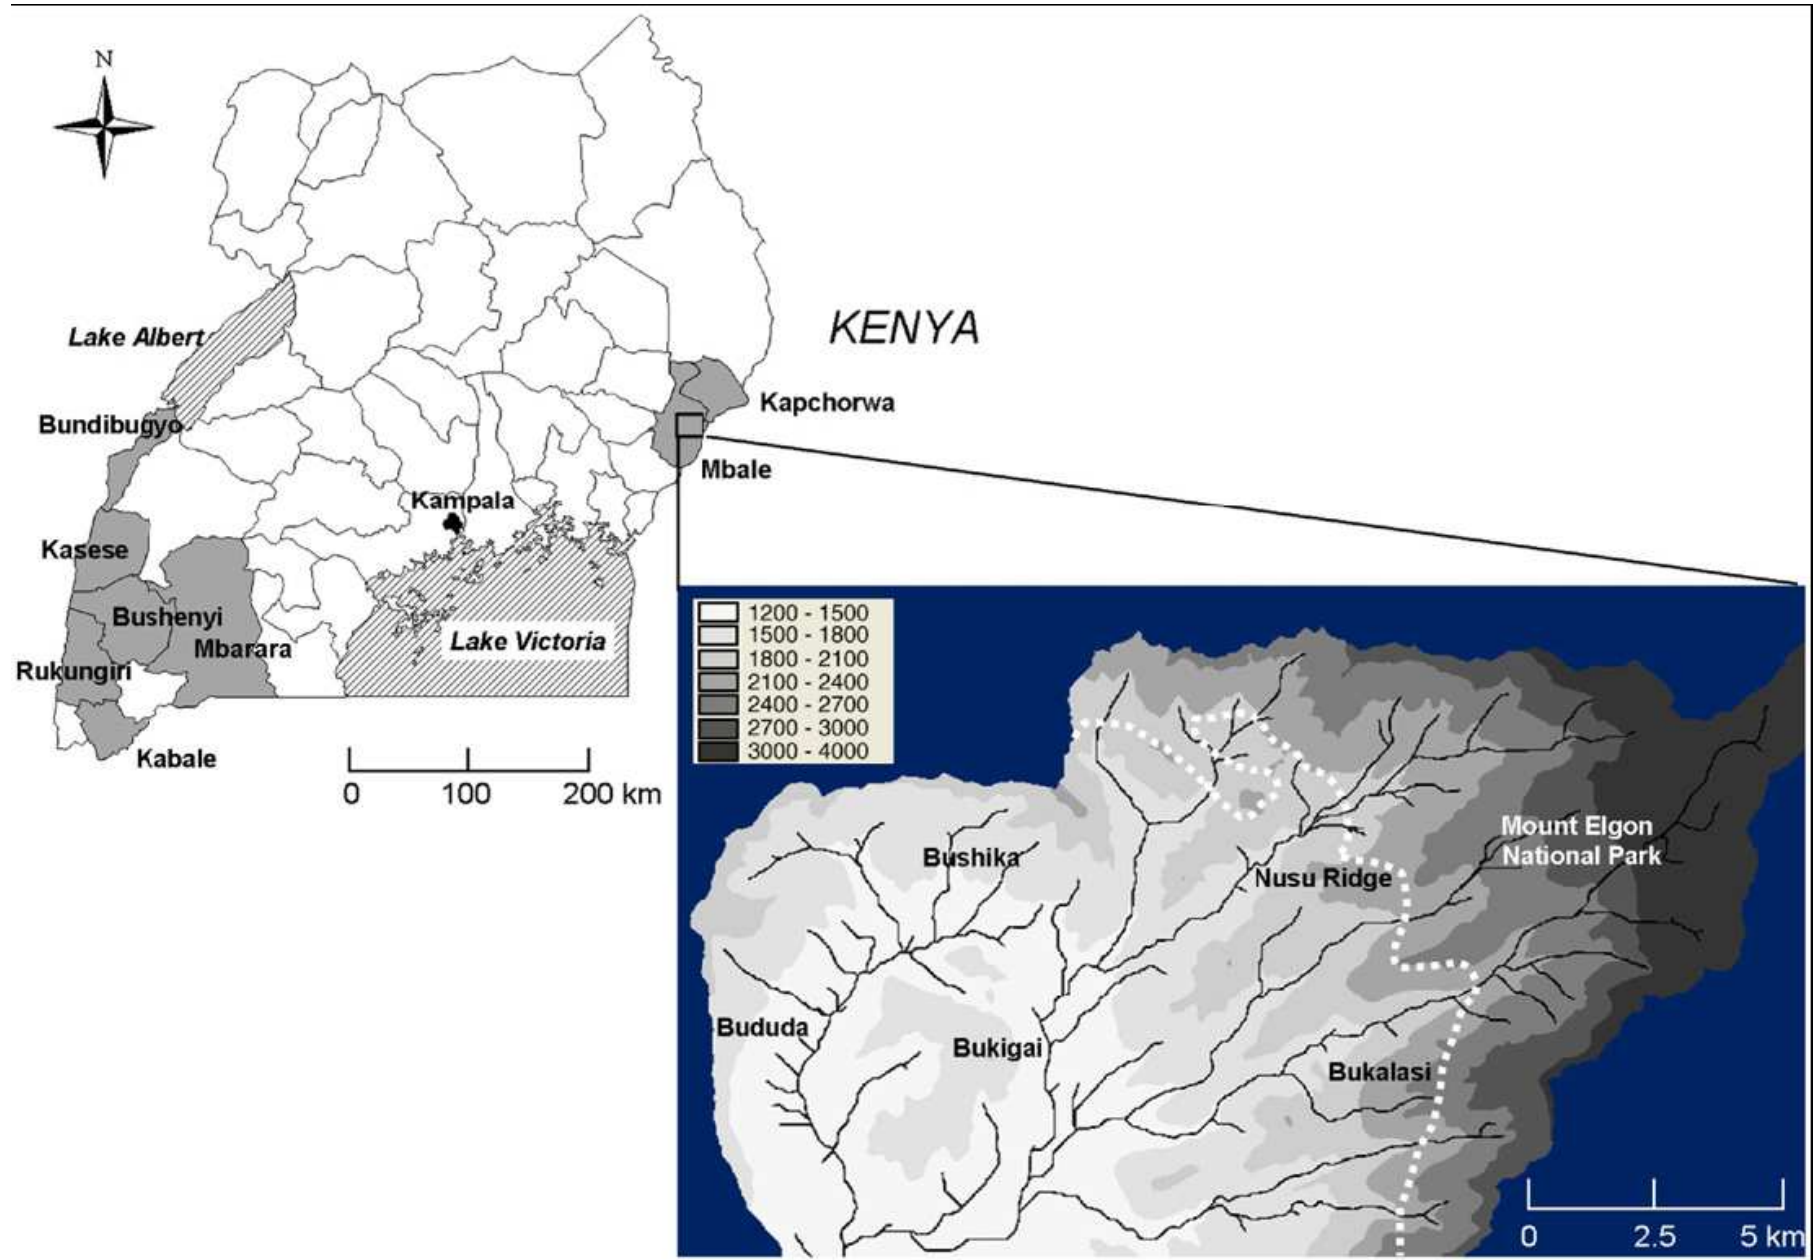 N
Lake Albert
KENYA
Kapchorwa
Bundibugyo
Mbale
Kampala
Kasese
Bushenyi
Mbarara
Lake Victoria
Rukungiri
Kabale
0 100 200 km
1200 - 1500
1500 - 1800
1800 - 2100
2100 - 2400
2400 - 2700
2700 - 3000
3000 - 4000
Mount Elgon
National Park
Bushika
Nusu Ridge
Bududa
Bukigai
Bukalasi
0 2.5 5 km